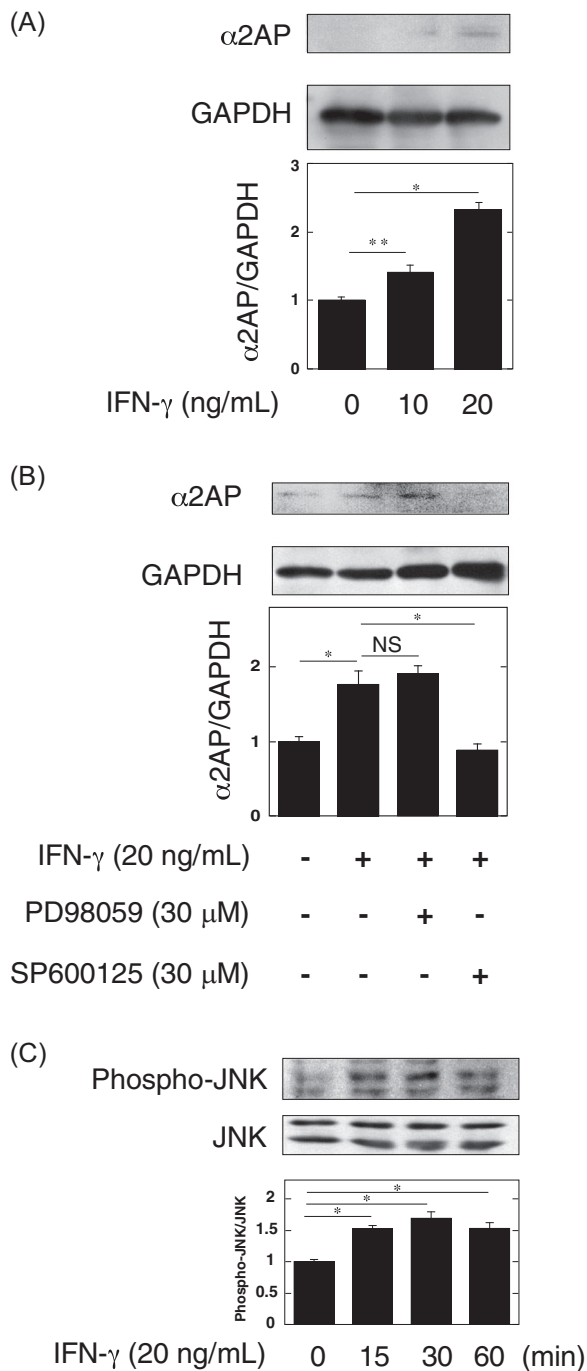 (A)
α2AP
GAPDH
α2AP/GAPDH
3
2
1
0
*
* *
IFN-γ (ng/mL) 0 10 20
(B)
α2AP
GAPDH
α2AP/GAPDH
2
1
0
*
NS
*
IFN-γ (20 ng/mL) - + + +
PD98059 (30 μM) - - + -
SP600125 (30 μM) - - - +
(C)
Phospho-JNK
JNK
Phospho-JNK/JNK
2
1.5
1
0.5
0
*
*
*
IFN-γ (20 ng/mL) 0 15 30 60 (min)